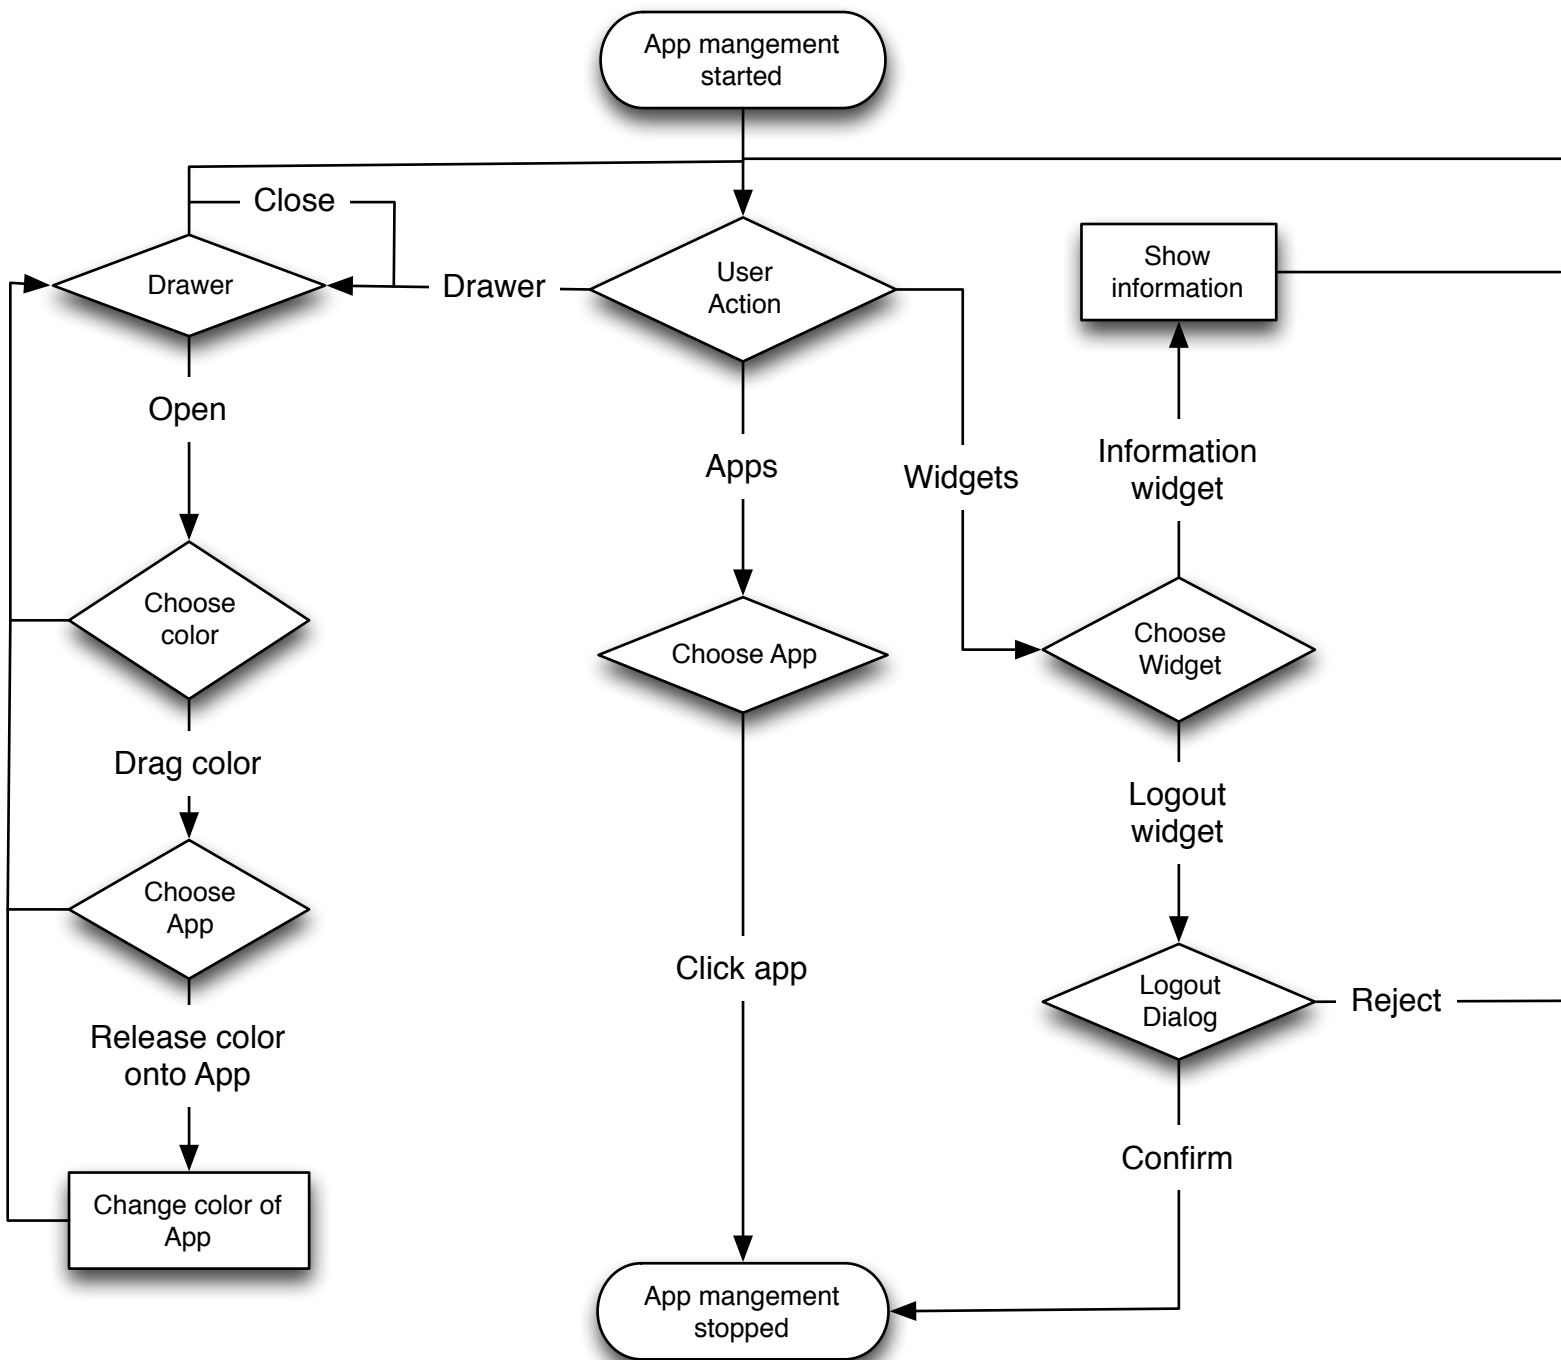 App mangement
started
Close
Drawer
Drawer
User
Action
Show
information
Open
Apps
Widgets
Information
widget
Choose
color
Choose App
Choose
Widget
Drag color
Logout
widget
Choose
App
Click app
Logout
Dialog
Reject
Release color
onto App
Confirm
Change color of
App
App mangement
stopped